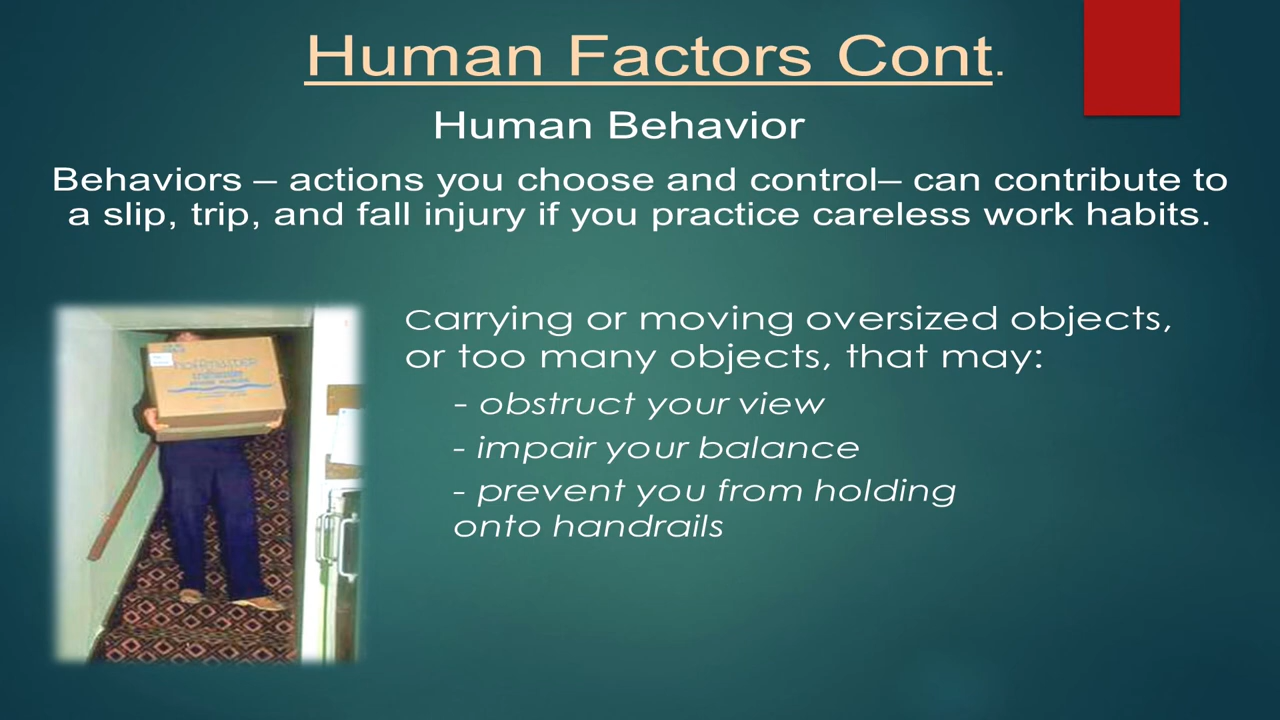 Human Factors Cont.
Human Behavior
Behaviors – actions you choose and control– can contribute to
a slip, trip, and fall injury if you practice careless work habits.
Carrying or moving oversized objects,
or too many objects, that may:
- obstruct your view
- impair your balance
- prevent you from holding
onto handrails